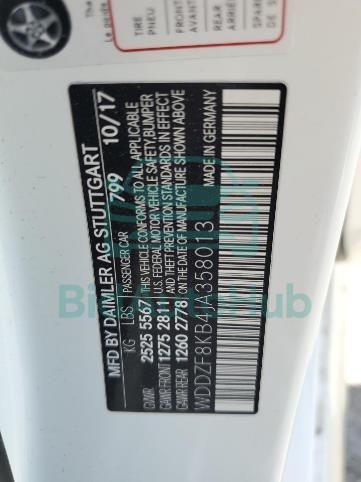 MFD BY DAIMLER AG STUTTGART
PASSENGER CAR 799 10/17
KG LBS
GVWR 2525 5567
GAWR FRONT 1275 2811
GAWR REAR 1260 2778
THIS VEHICLE CONFORMS TO ALL APPLICABLE
U.S. FEDERAL MOTOR VEHICLE SAFETY, BUMPER
AND THEFT PREVENTION STANDARDS IN EFFECT
ON THE DATE OF MANUFACTURE SHOWN ABOVE
MADE IN GERMANY
TIRE
PNEU
FRONT
AVANT
REAR
ARRIÈRE